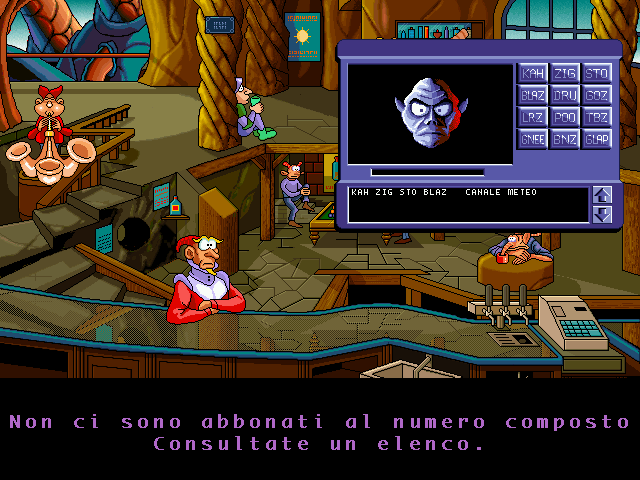 KAH ZIG STO
BLAZ DRU GOZ
LRZ POO TBZ
GNEE BNZ GLAP
KAH ZIG STO BLAZ CANALE METEO
Non ci sono abbonati al numero composto
Consultate un elenco.